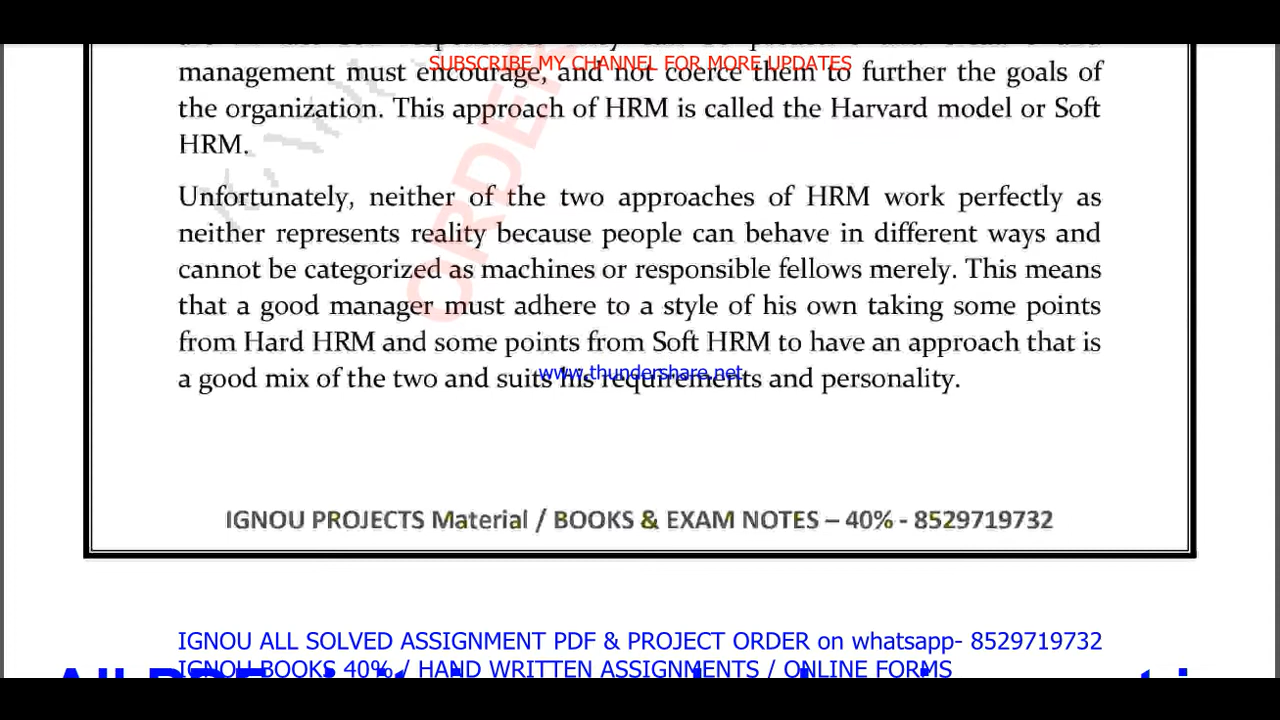 SUBSCRIBE MY CHANNEL FOR MORE UPDATES
management must encourage, and not coerce them to further the goals of
the organization. This approach of HRM is called the Harvard model or Soft
HRM.
ORDER
Unfortunately, neither of the two approaches of HRM work perfectly as
neither represents reality because people can behave in different ways and
cannot be categorized as machines or responsible fellows merely. This means
that a good manager must adhere to a style of his own taking some points
from Hard HRM and some points from Soft HRM to have an approach that is
a good mix of the two and suits his requirements and personality.
www.thundershare.net
IGNOU PROJECTS Material / BOOKS & EXAM NOTES – 40% - 8529719732
IGNOU ALL SOLVED ASSIGNMENT PDF & PROJECT ORDER on whatsapp- 8529719732
IGNOU BOOKS 40% / HAND WRITTEN ASSIGNMENTS / ONLINE FORMS